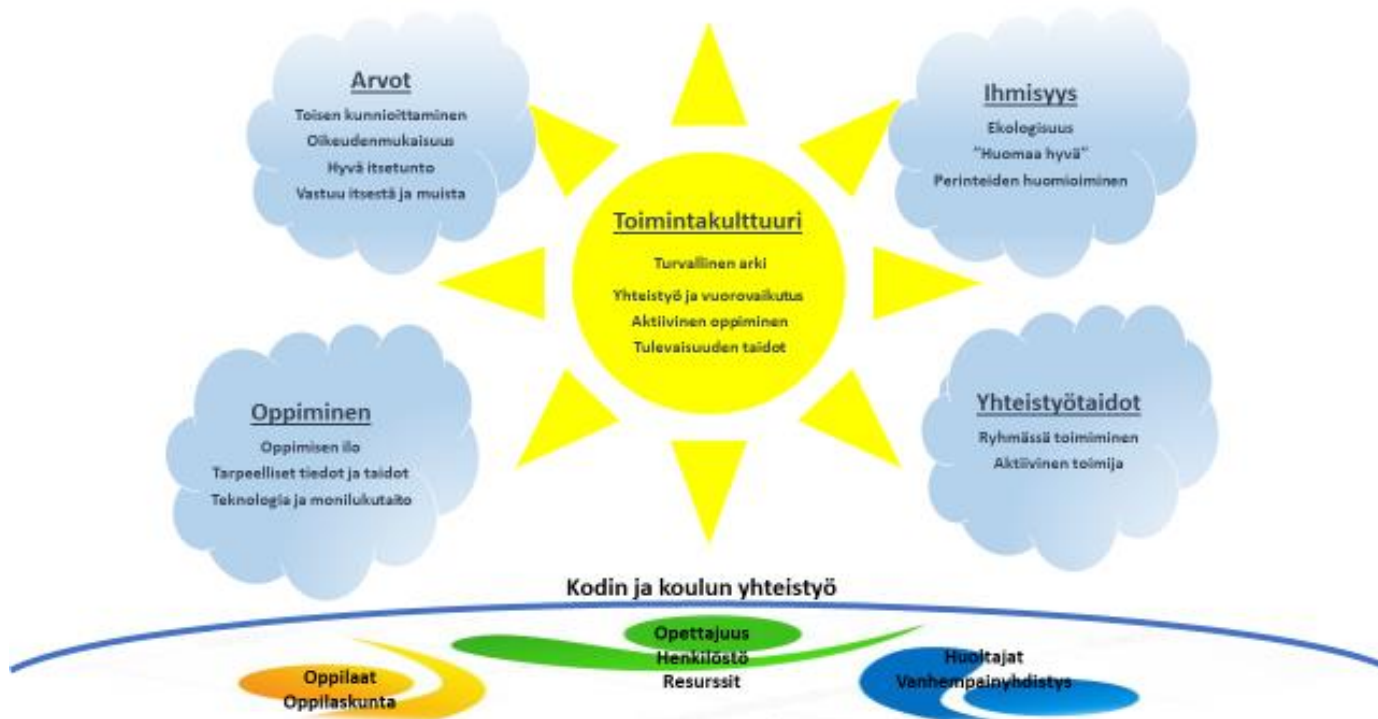 Arvot
Toisen kunnioittaminen
Oikeudenmukaisuus
Hyvä itsetunto
Vastuu itsestä ja muista
Ihmisyys
Ekologisuus
"Huomaa hyvä"
Perinteiden huomioiminen
Toimintakulttuuri
Turvallinen arki
Yhteistyö ja vuorovaikutus
Aktiivinen oppiminen
Tulevaisuuden taidot
Oppiminen
Oppimisen ilo
Tarpeelliset tiedot ja taidot
Teknologia ja monilukutaito
Yhteistyötaidot
Ryhmässä toimiminen
Aktiivinen toimija
Kodin ja koulun yhteistyö
Oppilaat
Oppilaskunta
Opettajuus
Henkilöstö
Resurssit
Huoltajat
Vanhempainyhdistys